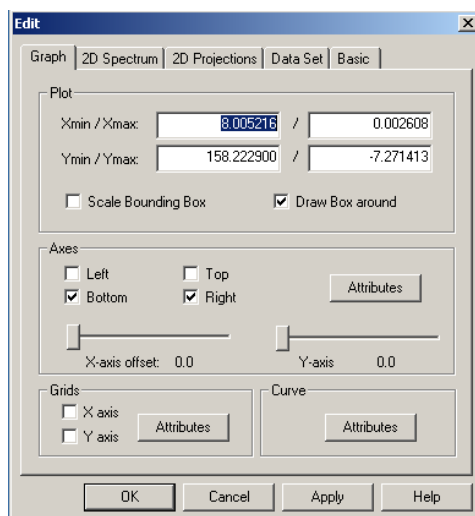 Edit
Graph 2D Spectrum 2D Projections Data Set Basic
Plot
Xmin / Xmax: 8.005216 / 0.002608
Ymin / Ymax: 158.222900 / -7.271413
Scale Bounding Box Draw Box around
Axes
Left Top
Bottom Right Attributes
X-axis offset: 0.0 Y-axis 0.0
Grids Curve
X axis
Y axis Attributes Attributes
OK Cancel Apply Help